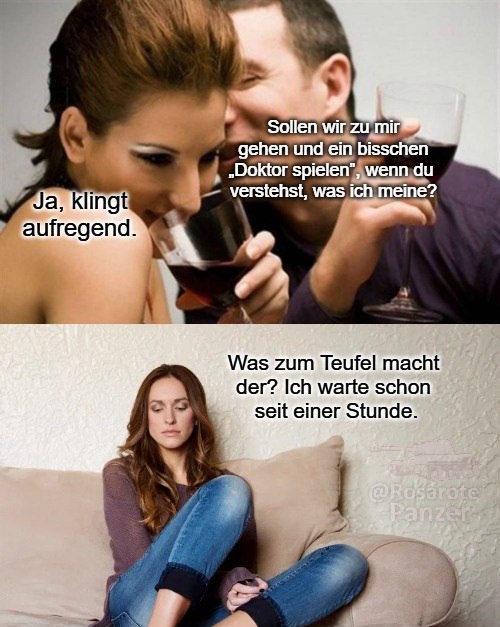 Sollen wir zu mir
gehen und ein bisschen
„Doktor spielen", wenn du
verstehst, was ich meine?
Ja, klingt
aufregend.
Was zum Teufel macht
der? Ich warte schon
seit einer Stunde.
@Rosarote
Panzer